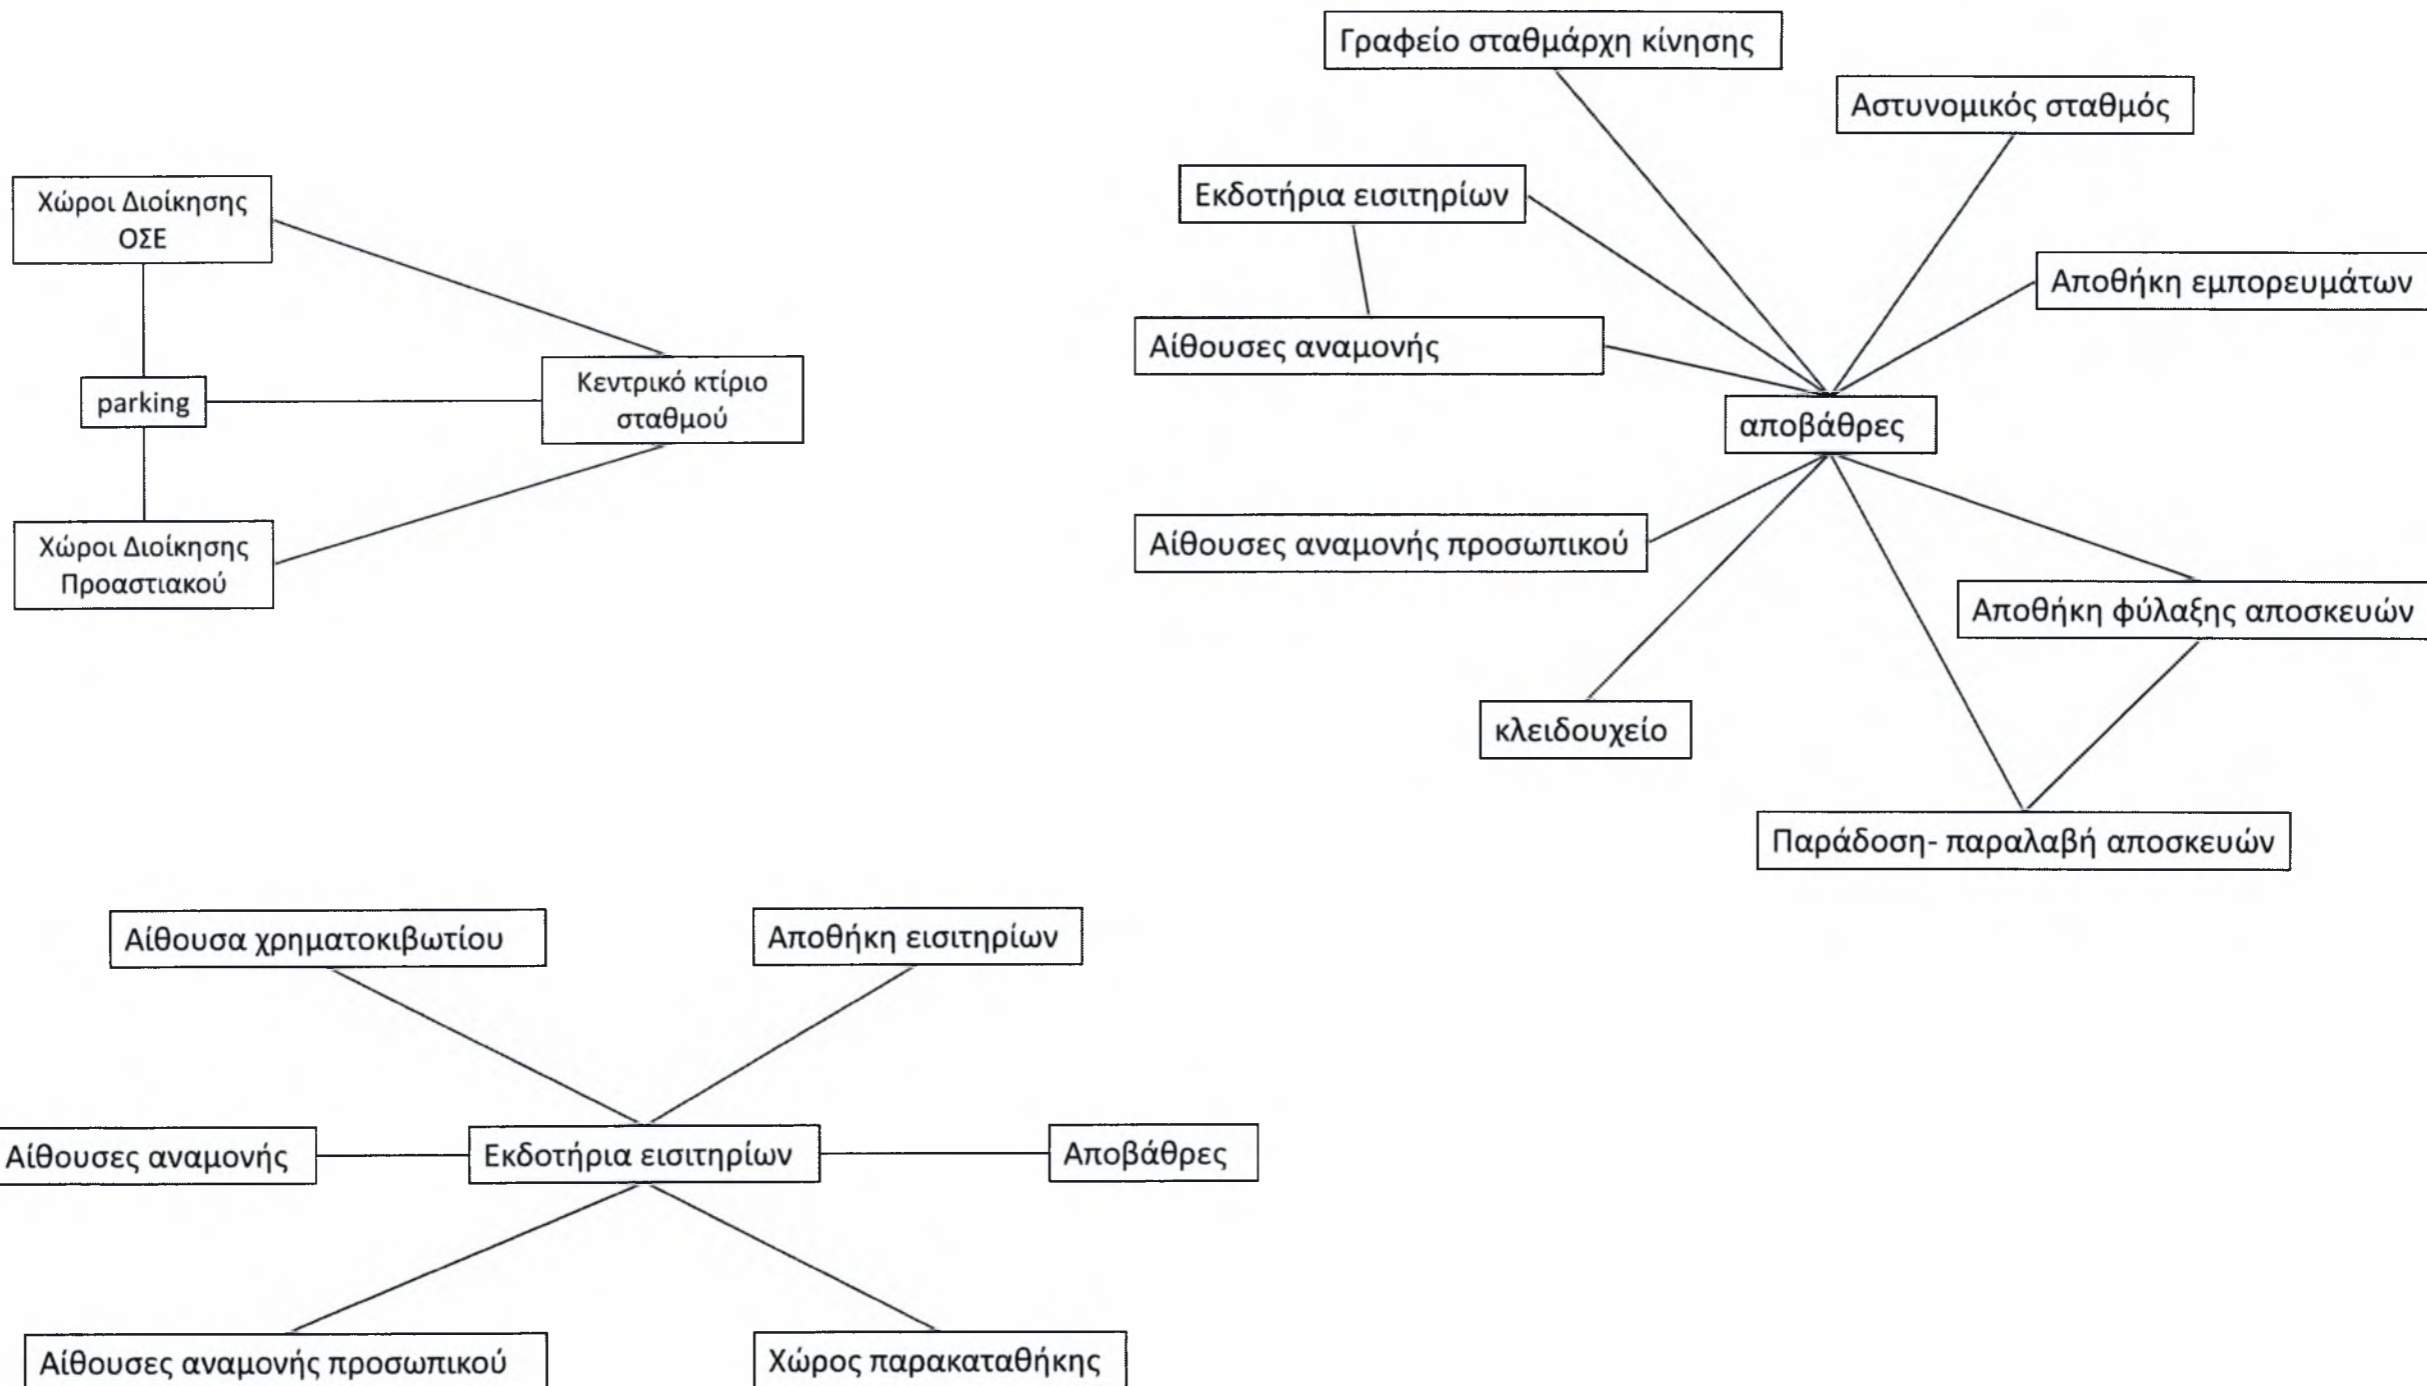 Χώροι Διοίκησης
ΟΣΕ
parking
Κεντρικό κτίριο
σταθμού
Χώροι Διοίκησης
Προαστιακού
Γραφείο σταθμάρχη κίνησης
Αστυνομικός σταθμός
Εκδοτήρια εισιτηρίων
Αποθήκη εμπορευμάτων
Αίθουσες αναμονής
αποβάθρες
Αίθουσες αναμονής προσωπικού
Αποθήκη φύλαξης αποσκευών
κλειδουχείο
Παράδοση- παραλαβή αποσκευών
Αίθουσα χρηματοκιβωτίου
Αποθήκη εισιτηρίων
Αίθουσες αναμονής
Εκδοτήρια εισιτηρίων
Αποβάθρες
Αίθουσες αναμονής προσωπικού
Χώρος παρακαταθήκης